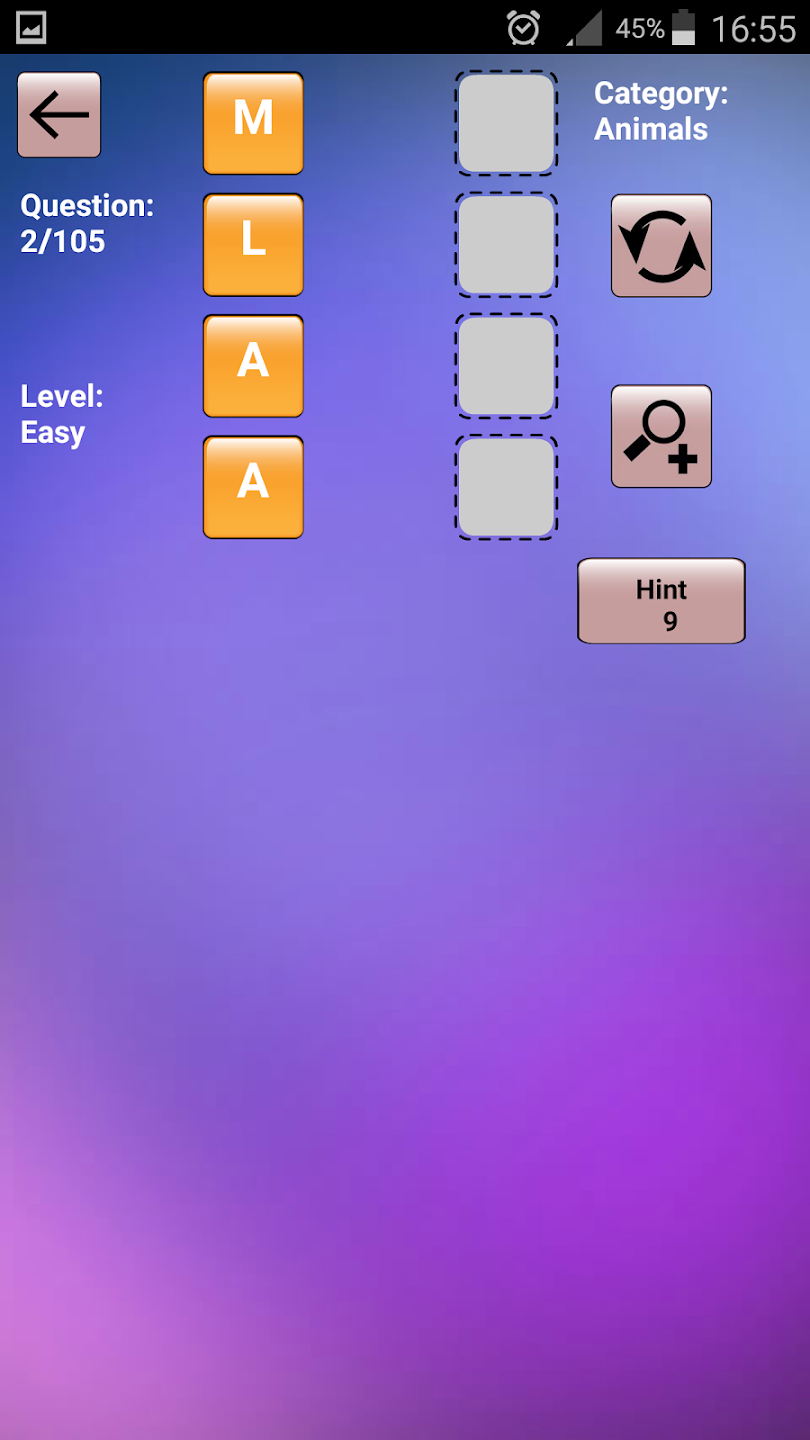 45% 16:55
Category:
Animals
Question:
2/105
Level:
Easy
M
L
A
A
Hint
9